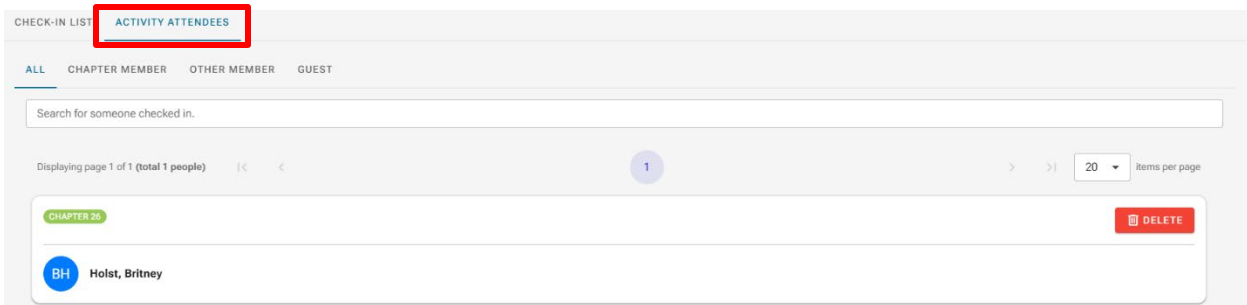 CHECK-IN LIST ACTIVITY ATTENDEES
ALL CHAPTER MEMBER OTHER MEMBER GUEST
Search for someone checked in.
Displaying page 1 of 1 (total 1 people) |< < 1 > >| 20 items per page
CHAPTER 26 DELETE
BH Holst, Britney